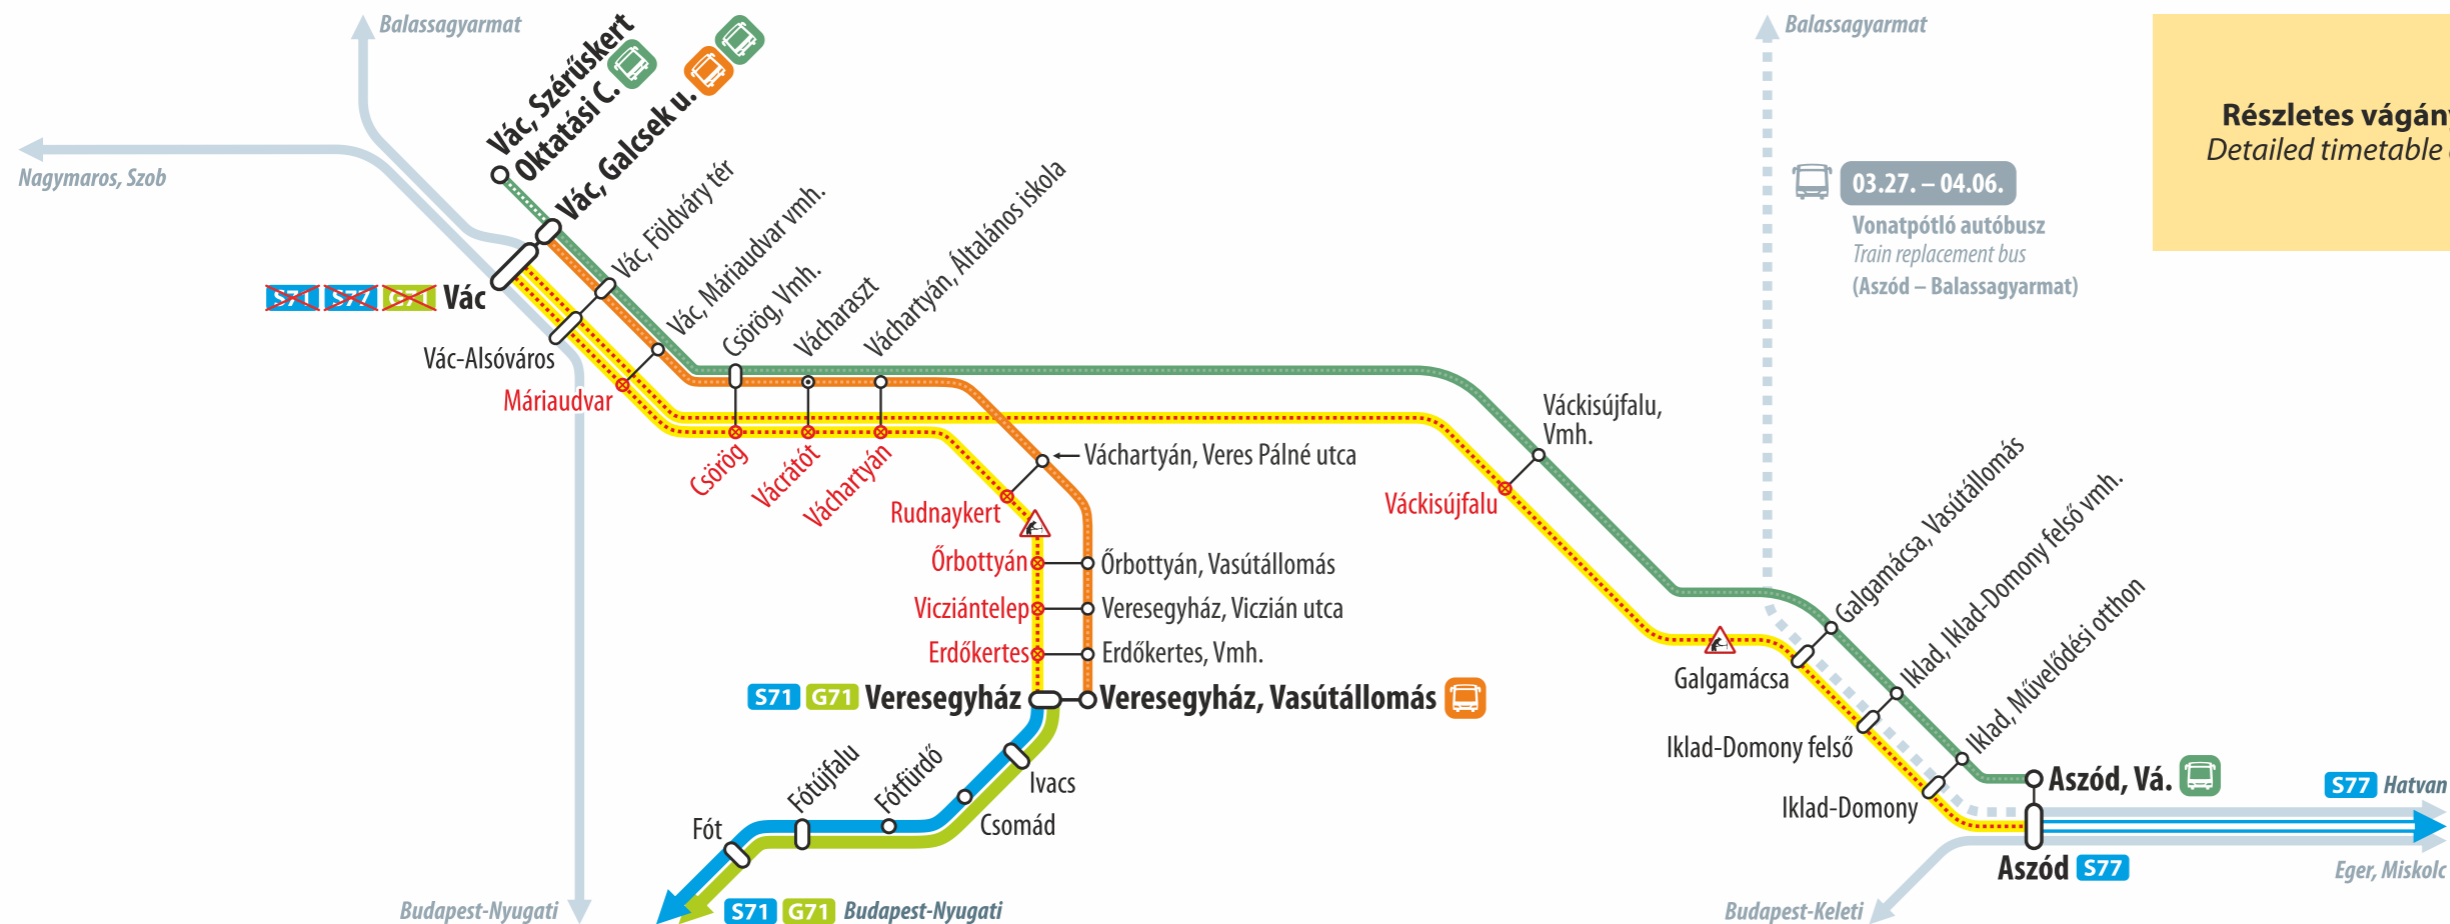 Balassagyarmat
Nagymaros, Szob
Vác, Szérűskert
Oktatási C.
Vác, Galcsek u.
Vác, Földváry tér
Vác, Máriaudvar vmh.
Csörög, Vmh.
Vácharaszt
Váchartyán, Általános iskola
S71 S77 G71 Vác
Vác-Alsóváros
Máriaudvar
Csörög
Vácrátót
Váchartyán
Váchartyán, Veres Pálné utca
Rudnaykert
Őrbottyán
Őrbottyán, Vasútállomás
Vicziántelep
Veresegyház, Viczián utca
Erdőkertes
Erdőkertes, Vmh.
S71 G71 Veresegyház
Veresegyház, Vasútállomás
Ivacs
Csomád
Fótfürdő
Fótújfalu
Fót
Budapest-Nyugati
S71 G71 Budapest-Nyugati
Balassagyarmat
03.27. – 04.06.
Vonatpótló autóbusz
Train replacement bus
(Aszód – Balassagyarmat)
Részletes vágány
Detailed timetable
Váckisújfalu,
Vmh.
Váckisújfalu
Galgamácsa, Vasútállomás
Iklad, Iklad-Domony felső vmh.
Iklad, Művelődési otthon
Galgamácsa
Iklad-Domony felső
Iklad-Domony
Aszód, Vá.
Aszód S77
S77 Hatvan
Eger, Miskolc
Budapest-Keleti